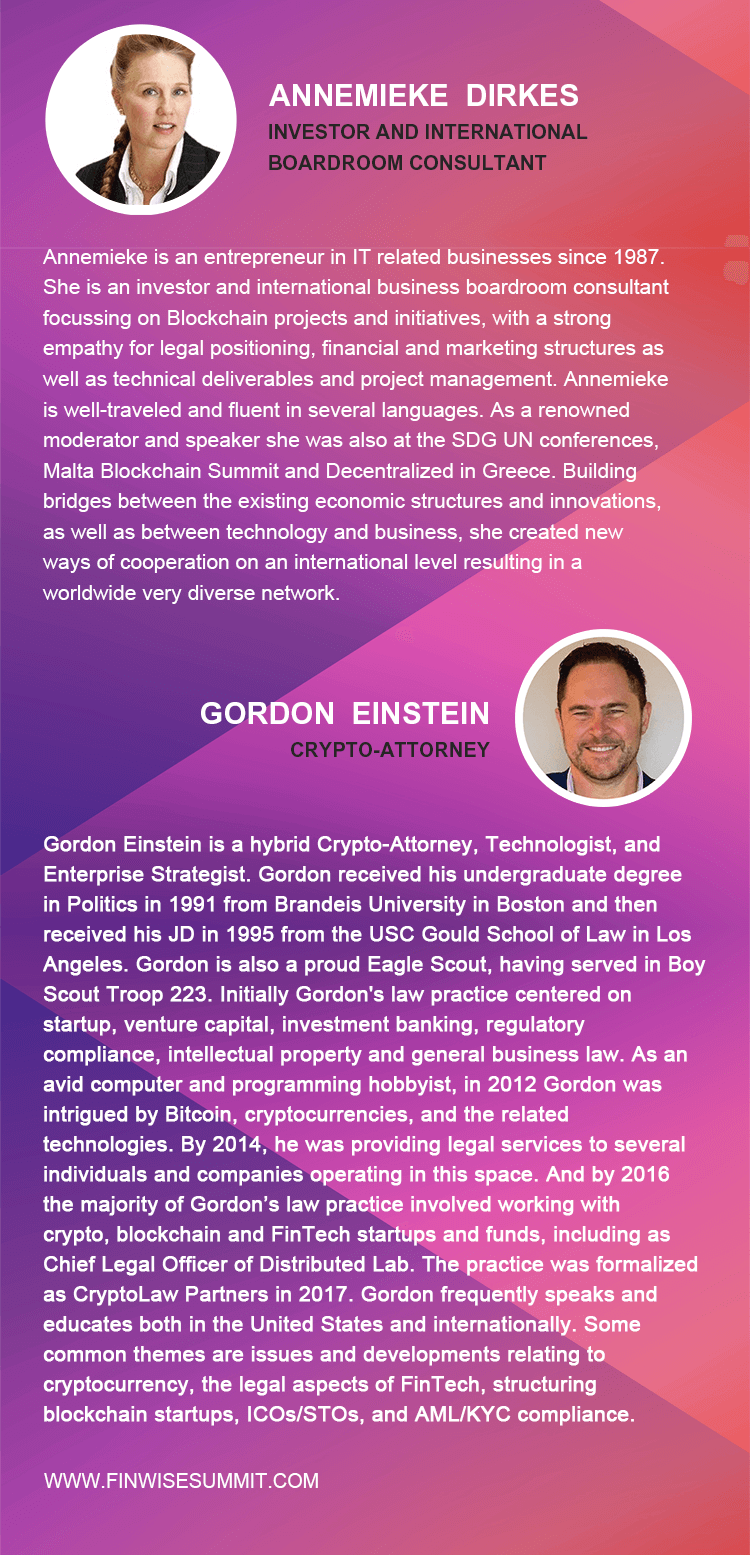 ANNEMIEKE DIRKES
INVESTOR AND INTERNATIONAL
BOARDROOM CONSULTANT
Annemieke is an entrepreneur in IT related businesses since 1987.
She is an investor and international business boardroom consultant
focussing on Blockchain projects and initiatives, with a strong
empathy for legal positioning, financial and marketing structures as
well as technical deliverables and project management. Annemieke
is well-traveled and fluent in several languages. As a renowned
moderator and speaker she was also at the SDG UN conferences,
Malta Blockchain Summit and Decentralized in Greece. Building
bridges between the existing economic structures and innovations,
as well as between technology and business, she created new
ways of cooperation on an international level resulting in a
worldwide very diverse network.
GORDON EINSTEIN
CRYPTO-ATTORNEY
Gordon Einstein is a hybrid Crypto-Attorney, Technologist, and
Enterprise Strategist. Gordon received his undergraduate degree
in Politics in 1991 from Brandeis University in Boston and then
received his JD in 1995 from the USC Gould School of Law in Los
Angeles. Gordon is also a proud Eagle Scout, having served in Boy
Scout Troop 223. Initially Gordon's law practice centered on
startup, venture capital, investment banking, regulatory
compliance, intellectual property and general business law. As an
avid computer and programming hobbyist, in 2012 Gordon was
intrigued by Bitcoin, cryptocurrencies, and the related
technologies. By 2014, he was providing legal services to several
individuals and companies operating in this space. And by 2016
the majority of Gordon’s law practice involved working with
crypto, blockchain and FinTech startups and funds, including as
Chief Legal Officer of Distributed Lab. The practice was formalized
as CryptoLaw Partners in 2017. Gordon frequently speaks and
educates both in the United States and internationally. Some
common themes are issues and developments relating to
cryptocurrency, the legal aspects of FinTech, structuring
blockchain startups, ICOs/STOs, and AML/KYC compliance.
WWW.FINWISESUMMIT.COM